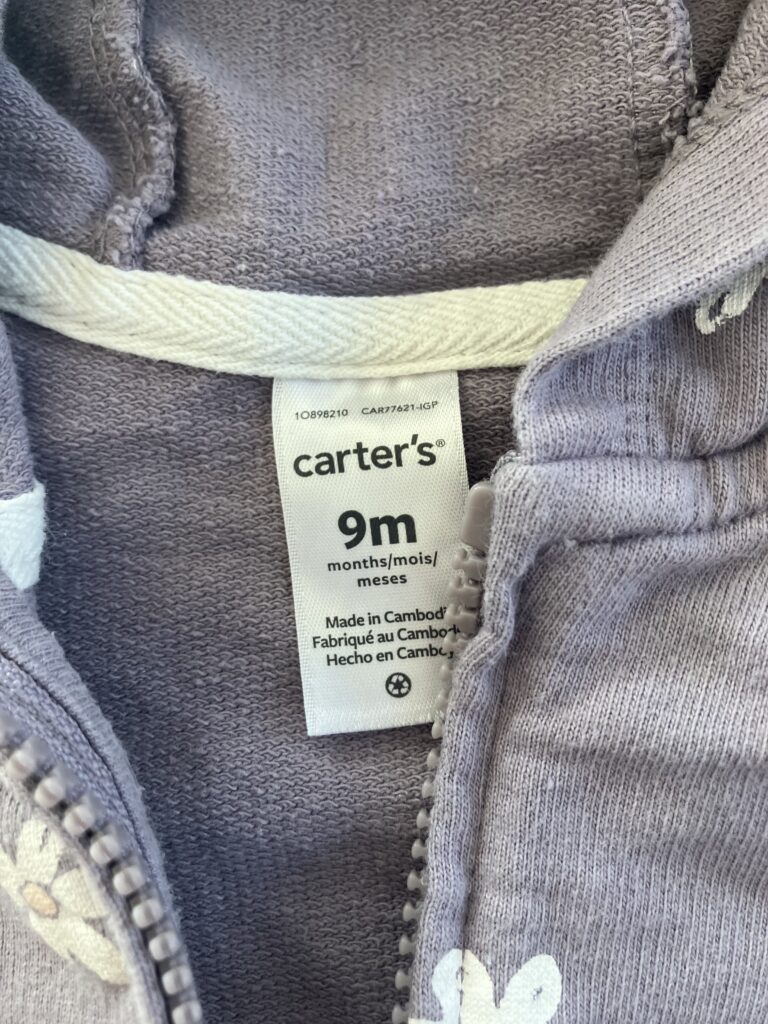 10898210 CAR77621-IGP
carter's®
9m
months/mois/
meses
Made in
Fabriqué au
Hecho en